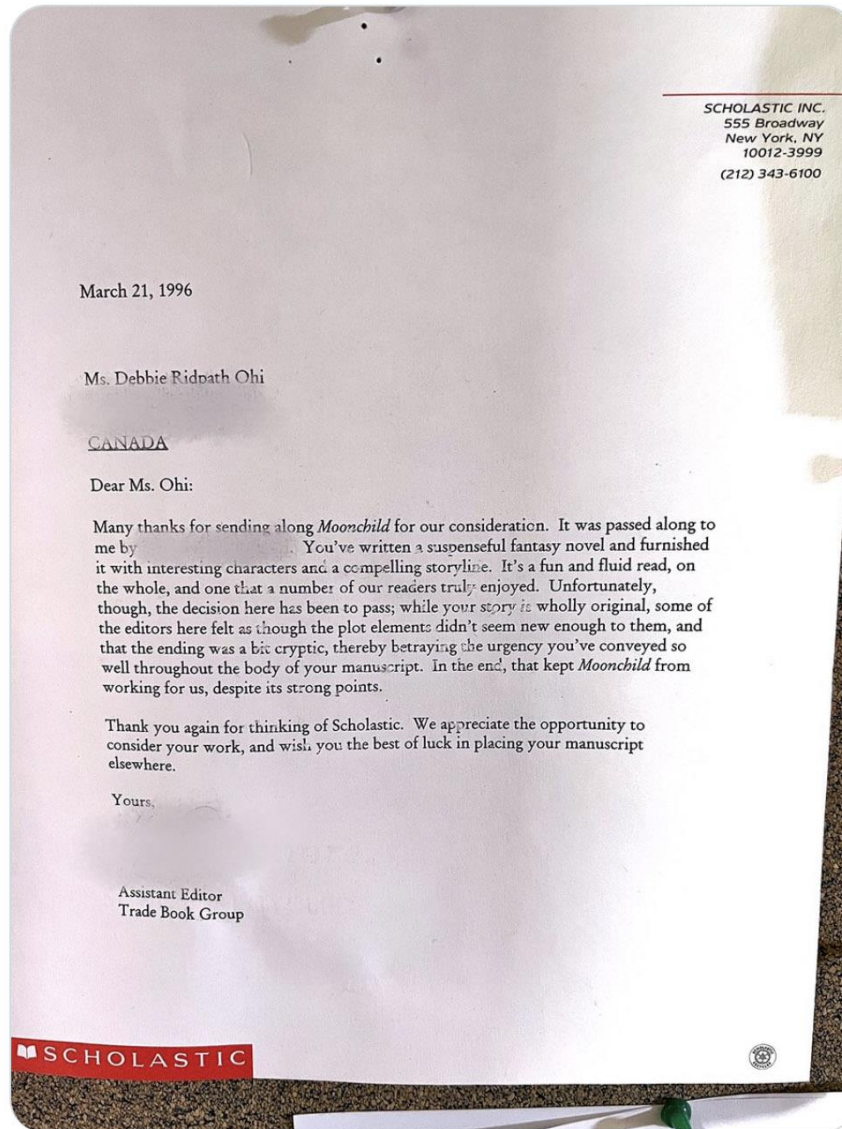 SCHOLASTIC INC.
555 Broadway
New York, NY
10012-3999
(212) 343-6100
March 21, 1996
Ms. Debbie Ridpath Ohi
CANADA
Dear Ms. Ohi:
Many thanks for sending along Moonchild for our consideration. It was passed along to
me by . You've written a suspenseful fantasy novel and furnished
it with interesting characters and a compelling storyline. It's a fun and fluid read, on
the whole, and one that a number of our readers truly enjoyed. Unfortunately,
though, the decision here has been to pass; while your story is wholly original, some of
the editors here felt as though the plot elements didn't seem new enough to them, and
that the ending was a bit cryptic, thereby betraying the urgency you've conveyed so
well throughout the body of your manuscript. In the end, that kept Moonchild from
working for us, despite its strong points.
Thank you again for thinking of Scholastic. We appreciate the opportunity to
consider your work, and wish you the best of luck in placing your manuscript
elsewhere.
Yours,
Assistant Editor
Trade Book Group
SCHOLASTIC